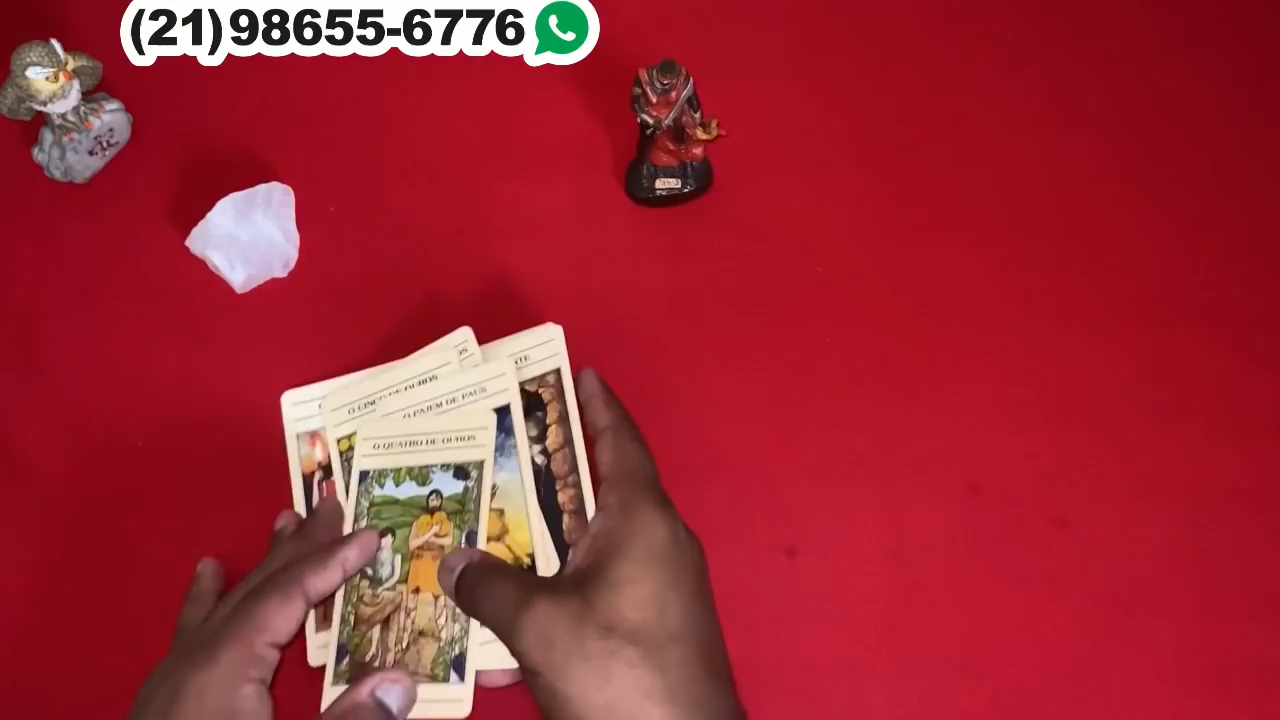 (21)98655-6776
O CINCO DE OUROS
O PAJEM DE PAUS
O QUATRO DE OUROS